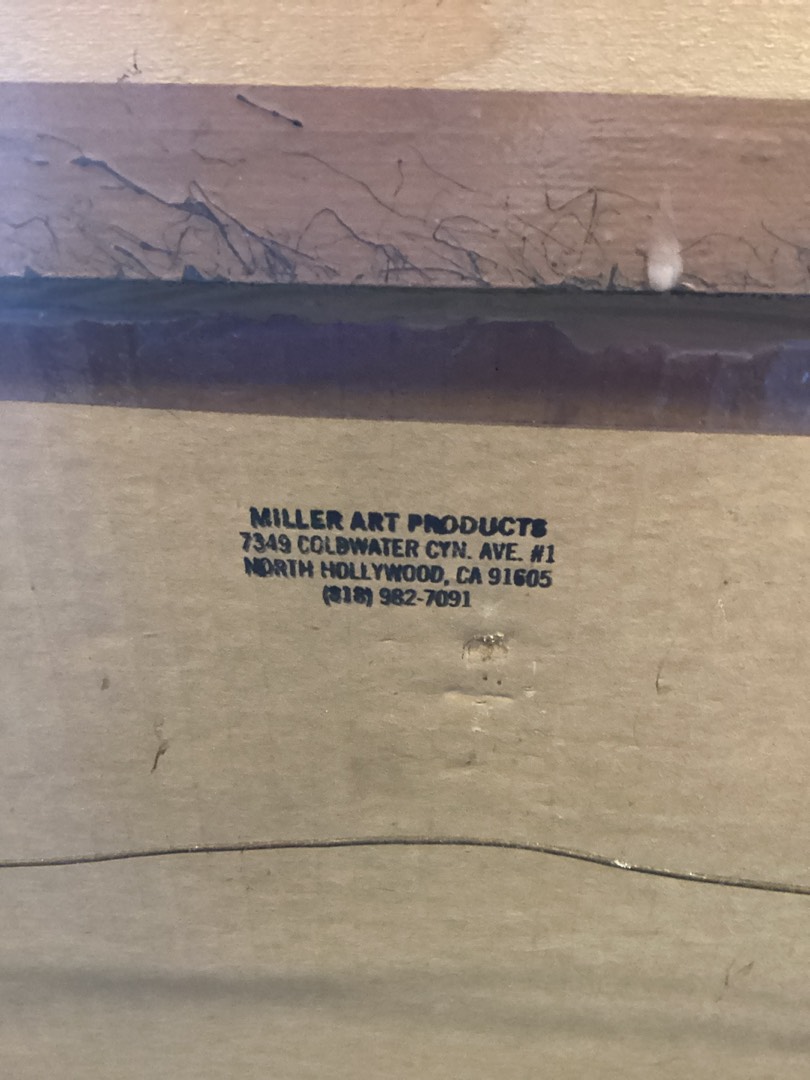 MILLER ART PRODUCTS
7349 COLDWATER CYN. AVE. #1
NORTH HOLLYWOOD, CA 91605
(818) 982-7091